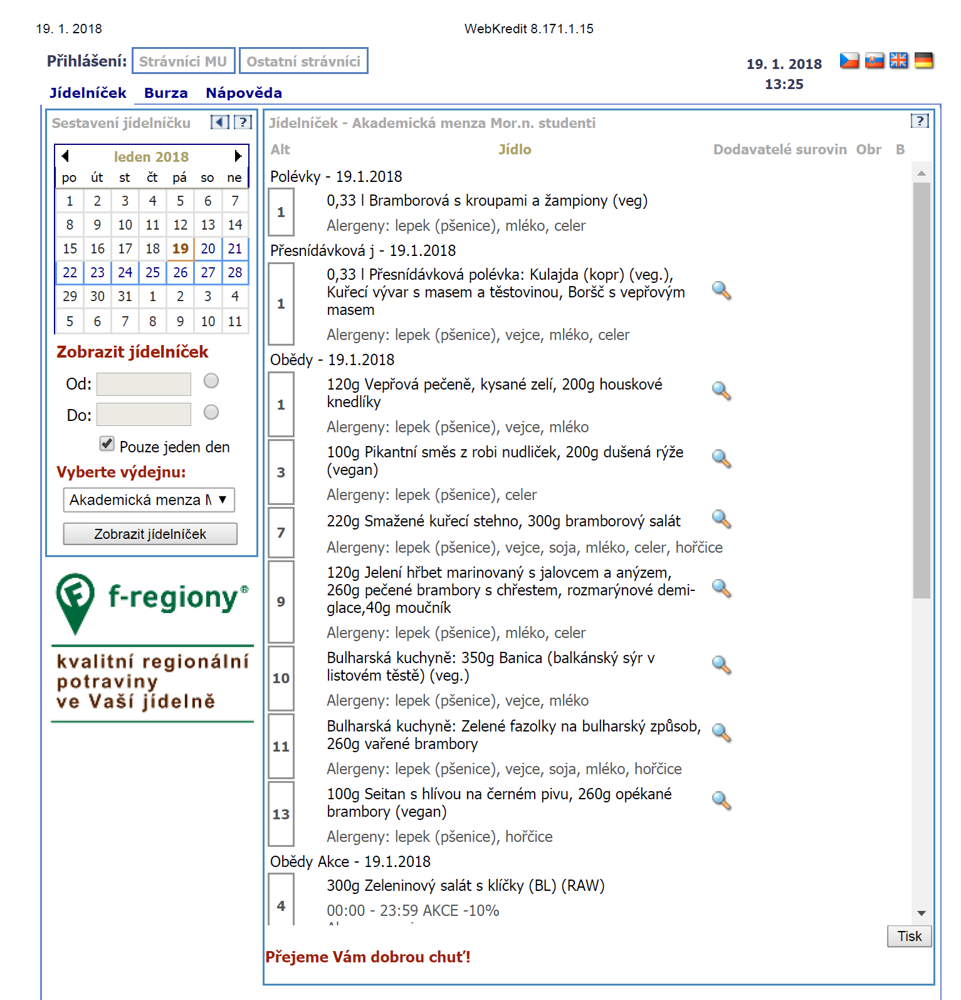 19. 1. 2018 WebKredit 8.171.1.15
Přihlášení: Strávníci MU Ostatní strávníci
19. 1. 2018
13:25
Jídelníček Burza Nápověda
Sestavení jídelníčku ?
leden 2018
po út st čt pá so ne
1 2 3 4 5 6 7
8 9 10 11 12 13 14
15 16 17 18 19 20 21
22 23 24 25 26 27 28
29 30 31 1 2 3 4
5 6 7 8 9 10 11
Zobrazit jídelníček
Od:
Do:
Pouze jeden den
Vyberte výdejnu:
Akademická menza M
Zobrazit jídelníček
f-regiony®
kvalitní regionální
potraviny
ve Vaší jídelně
Jídelníček - Akademická menza Mor.n. studenti ?
Alt Jídlo Dodavatelé surovin Obr B
Polévky - 19.1.2018
1 0,33 l Bramborová s kroupami a žampiony (veg)
Alergeny: lepek (pšenice), mléko, celer
Přesnídávková j - 19.1.2018
1 0,33 l Přesnídávková polévka: Kulajda (kopr) (veg.),
Kuřecí vývar s masem a těstovinou, Boršč s vepřovým
masem
Alergeny: lepek (pšenice), vejce, mléko, celer
Obědy - 19.1.2018
1 120g Vepřová pečeně, kysané zelí, 200g houskové
knedlíky
Alergeny: lepek (pšenice), vejce, mléko
3 100g Pikantní směs z robi nudliček, 200g dušená rýže
(vegan)
Alergeny: lepek (pšenice), celer
7 220g Smažené kuřecí stehno, 300g bramborový salát
Alergeny: lepek (pšenice), vejce, soja, mléko, celer, hořčice
9 120g Jelení hřbet marinovaný s jalovcem a anýzem,
260g pečené brambory s chřestem, rozmarýnové demi-
glace,40g moučník
Alergeny: lepek (pšenice), mléko, celer
10 Bulharská kuchyně: 350g Banica (balkánský sýr v
listovém těstě) (veg.)
Alergeny: lepek (pšenice), vejce, mléko
11 Bulharská kuchyně: Zelené fazolky na bulharský způsob,
260g vařené brambory
Alergeny: lepek (pšenice), vejce, soja, mléko, hořčice
13 100g Seitan s hlívou na černém pivu, 260g opékané
brambory (vegan)
Alergeny: lepek (pšenice), hořčice
Obědy Akce - 19.1.2018
4 300g Zeleninový salát s klíčky (BL) (RAW)
00:00 - 23:59 AKCE -10%
Tisk
Přejeme Vám dobrou chuť!